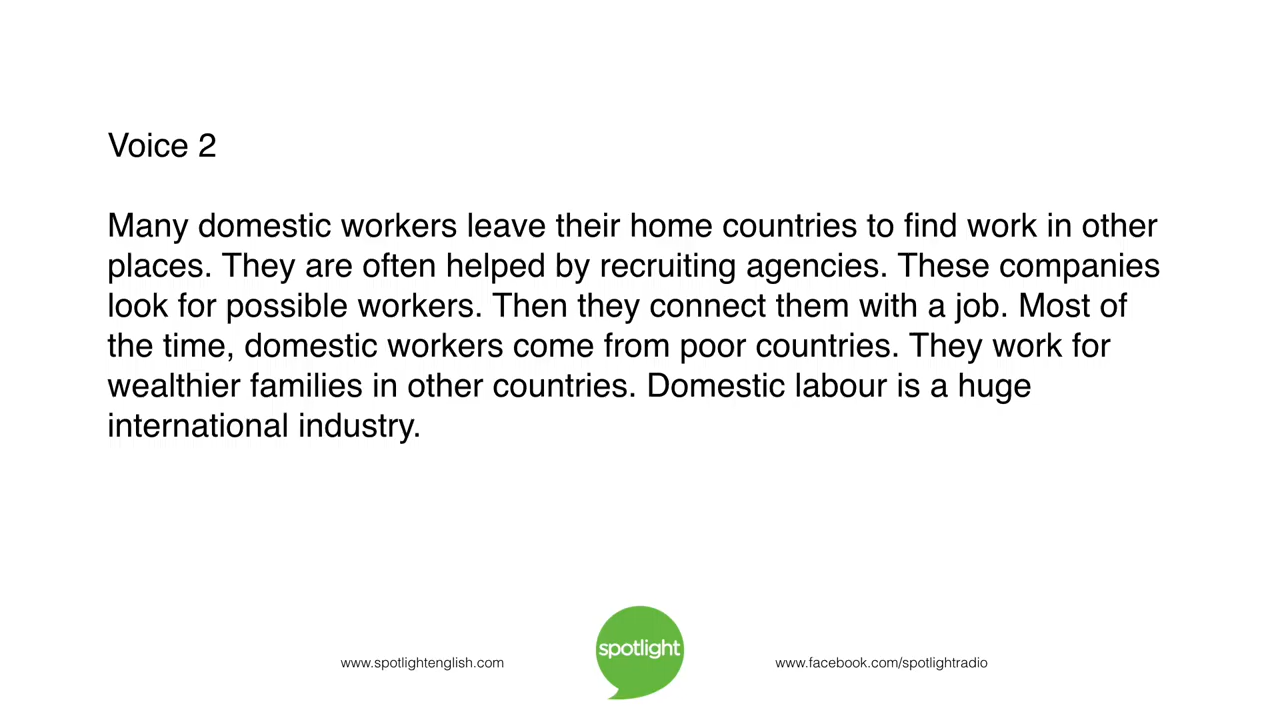 Voice 2
Many domestic workers leave their home countries to find work in other
places. They are often helped by recruiting agencies. These companies
look for possible workers. Then they connect them with a job. Most of
the time, domestic workers come from poor countries. They work for
wealthier families in other countries. Domestic labour is a huge
international industry.
www.spotlightenglish.com
spotlight
www.facebook.com/spotlightradio